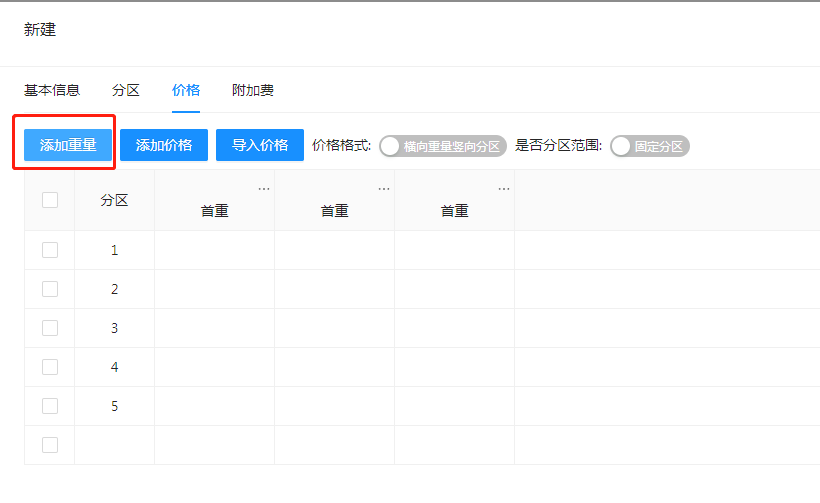 新建
基本信息 分区 价格 附加费
添加重量 添加价格 导入价格 价格格式: 横向重量竖向分区 是否分区范围: 固定分区
分区 首重 首重 首重
1
2
3
4
5